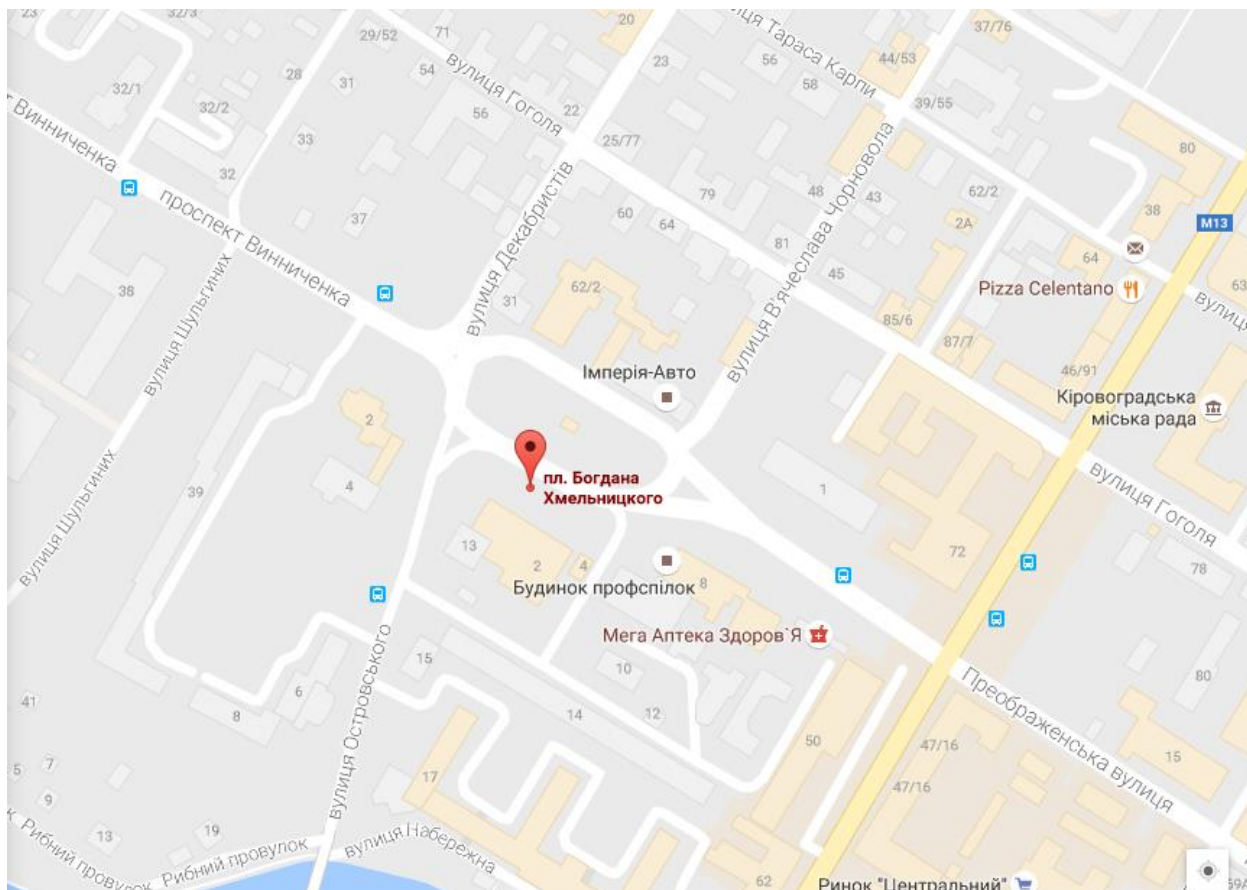 23
32/1
32/2
28
31
33
32
29/52
71
54
56
20
22
25/77
23
вулиця Гоголя
вулиця Тараса Карпи
56
58
44/53
37/76
39/55
80
Винниченка
проспект Винниченка
37
38
вулиця Шульгиних
вулиця Декабристів
31
62/2
60
64
79
48
43
81
45
вулиця В'ячеслава Чорновола
62/2
2А
38
64
M13
63
Pizza Celentano
85/6
87/7
46/91
Кіровоградська
міська рада
Імперія-Авто
2
4
39
вулиця Шульгиних
пл. Богдана
Хмельницкого
1
72
вулиця Гоголя
78
13
2
4
Будинок профспілок
8
Мега Аптека Здоров`Я
15
10
12
14
6
8
вулиця Островського
41
5
7
9
13
19
17
50
47/16
47/16
80
15
Преображенська вулиця
Рибний провулок
Рибний провулок
вулиця Набережна
62
Ринок "Центральний"